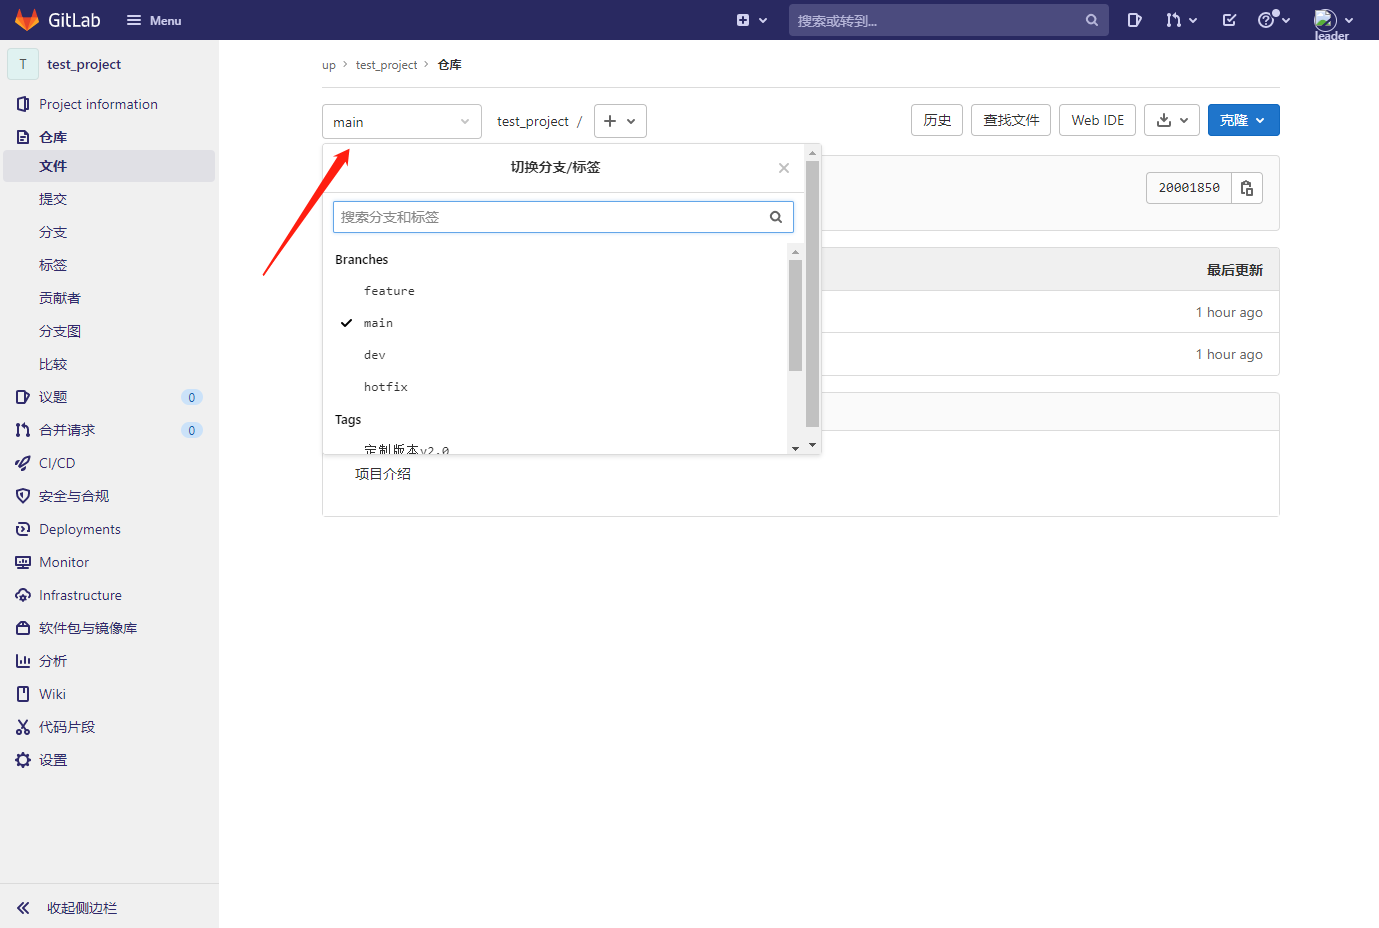 GitLab
Menu
搜索或转到...
leader
T
test_project
Project information
仓库
文件
提交
分支
标签
贡献者
分支图
比较
议题 0
合并请求 0
CI/CD
安全与合规
Deployments
Monitor
Infrastructure
软件包与镜像库
分析
Wiki
代码片段
设置
收起侧边栏
up > test_project > 仓库
main
test_project /
历史
查找文件
Web IDE
克隆
切换分支/标签
搜索分支和标签
Branches
feature
main
dev
hotfix
Tags
定制版本v2.0
20001850
最后更新
1 hour ago
1 hour ago
项目介绍